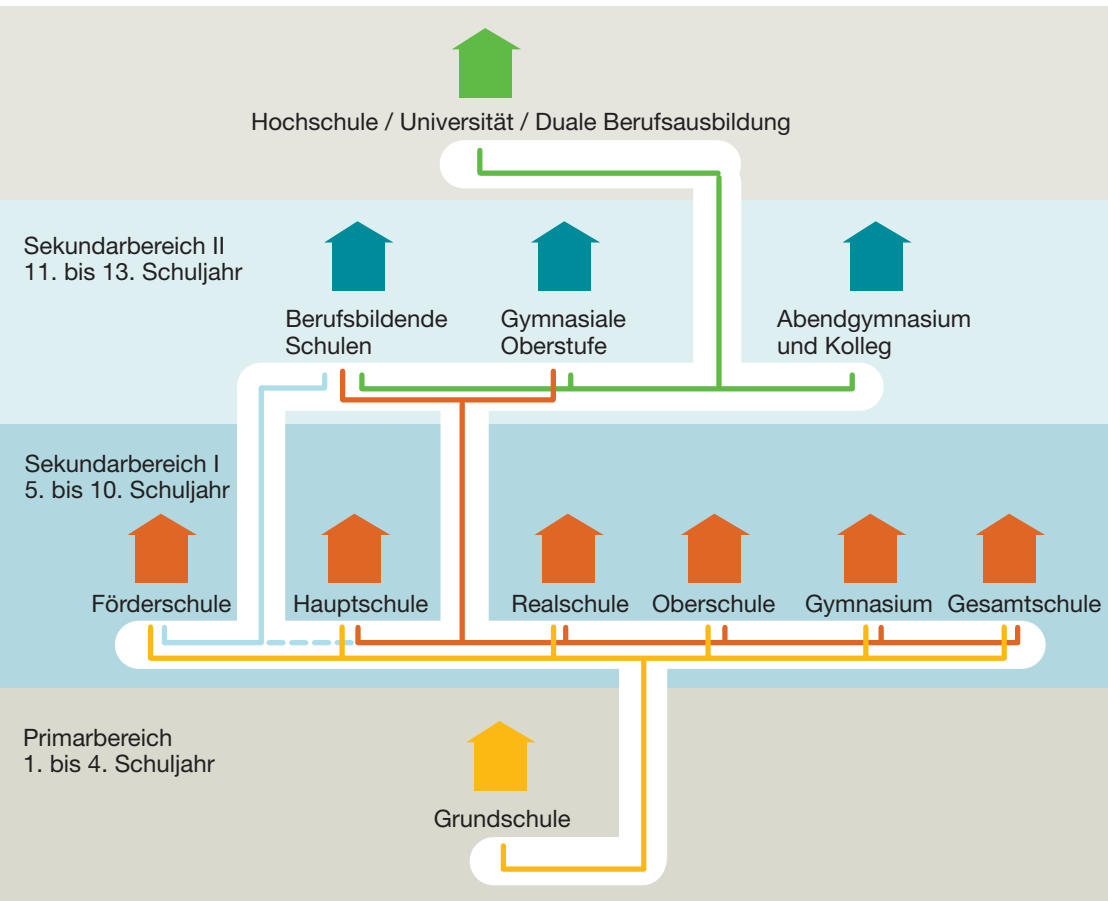 Hochschule / Universität / Duale Berufsausbildung
Sekundarbereich II
11. bis 13. Schuljahr
Berufsbildende
Schulen
Gymnasiale
Oberstufe
Abendgymnasium
und Kolleg
Sekundarbereich I
5. bis 10. Schuljahr
Förderschule
Hauptschule
Realschule
Oberschule
Gymnasium
Gesamtschule
Primarbereich
1. bis 4. Schuljahr
Grundschule